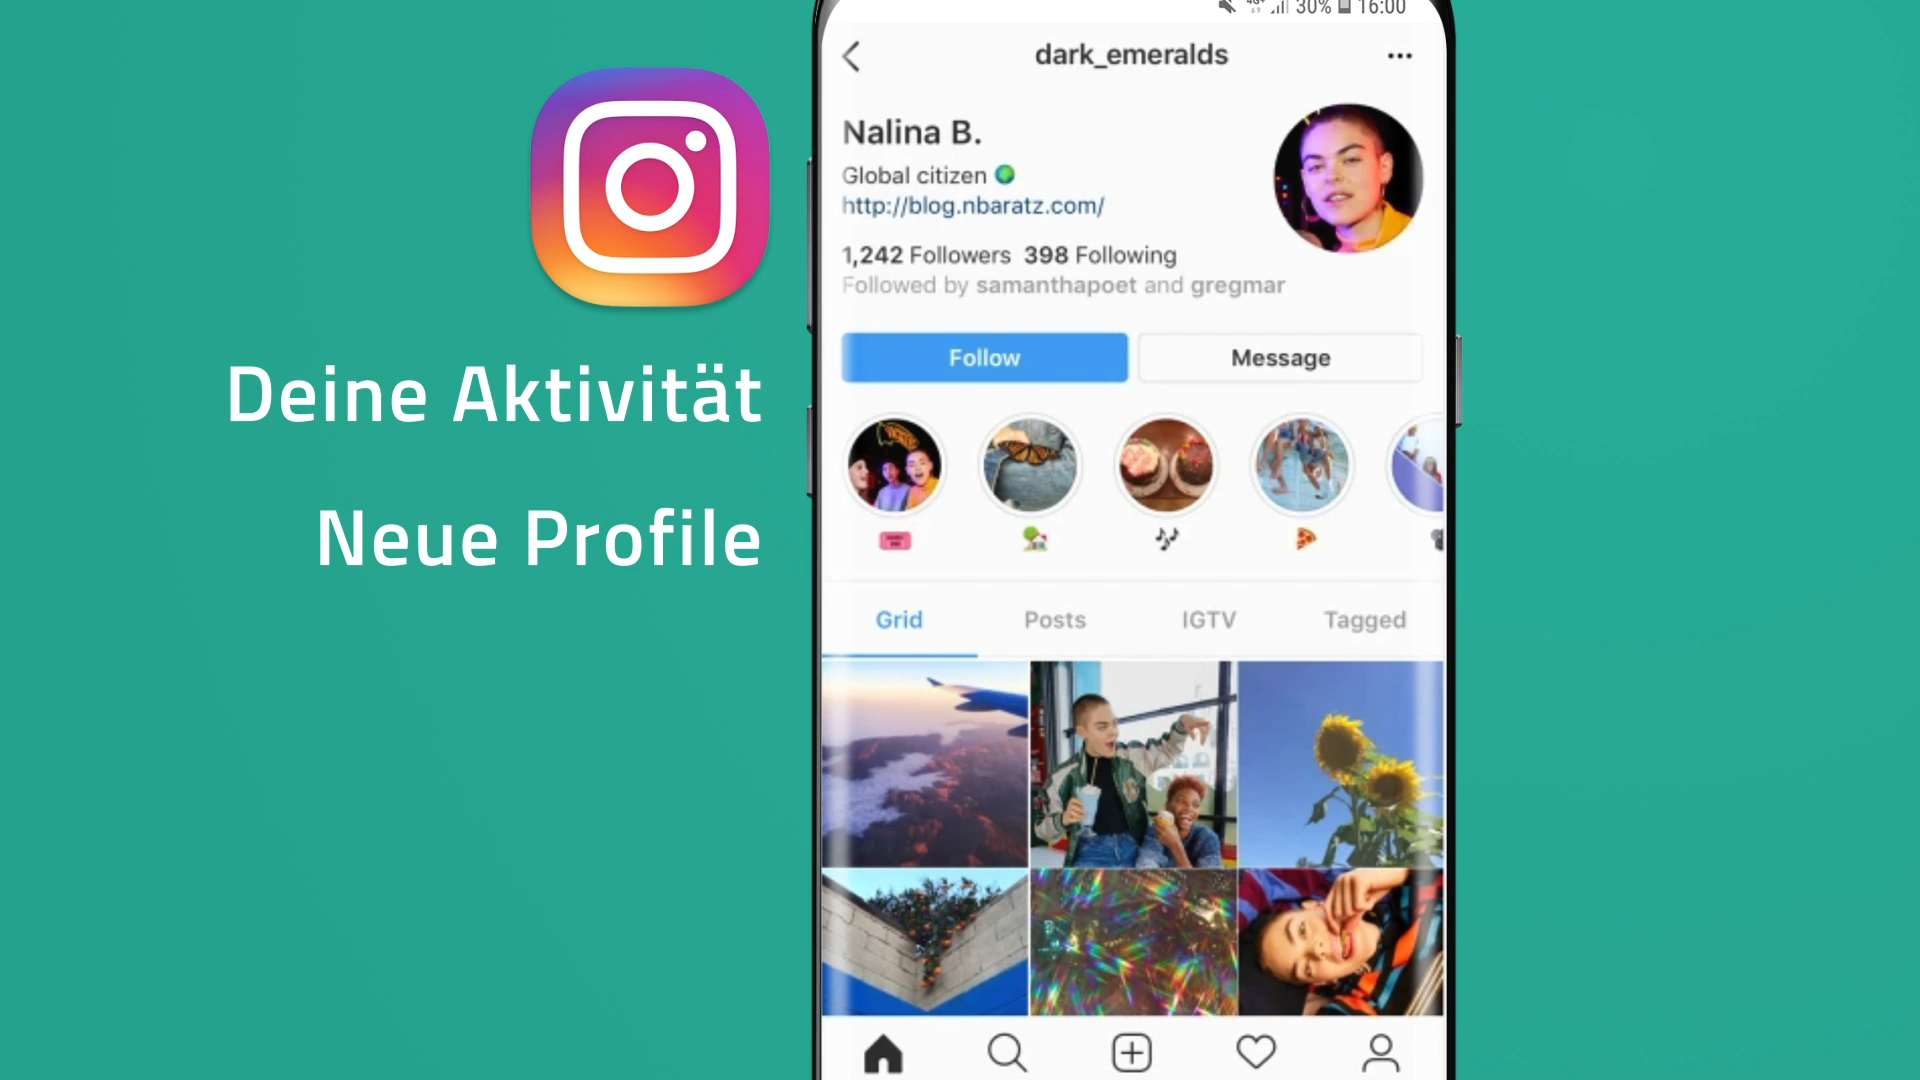 30% 16:00
dark_emeralds
Nalina B.
Global citizen
http://blog.nbaratz.com/
1,242 Followers 398 Following
Followed by samanthapoet and gregmar
Follow Message
Deine Aktivität
Neue Profile
Grid Posts IGTV Tagged